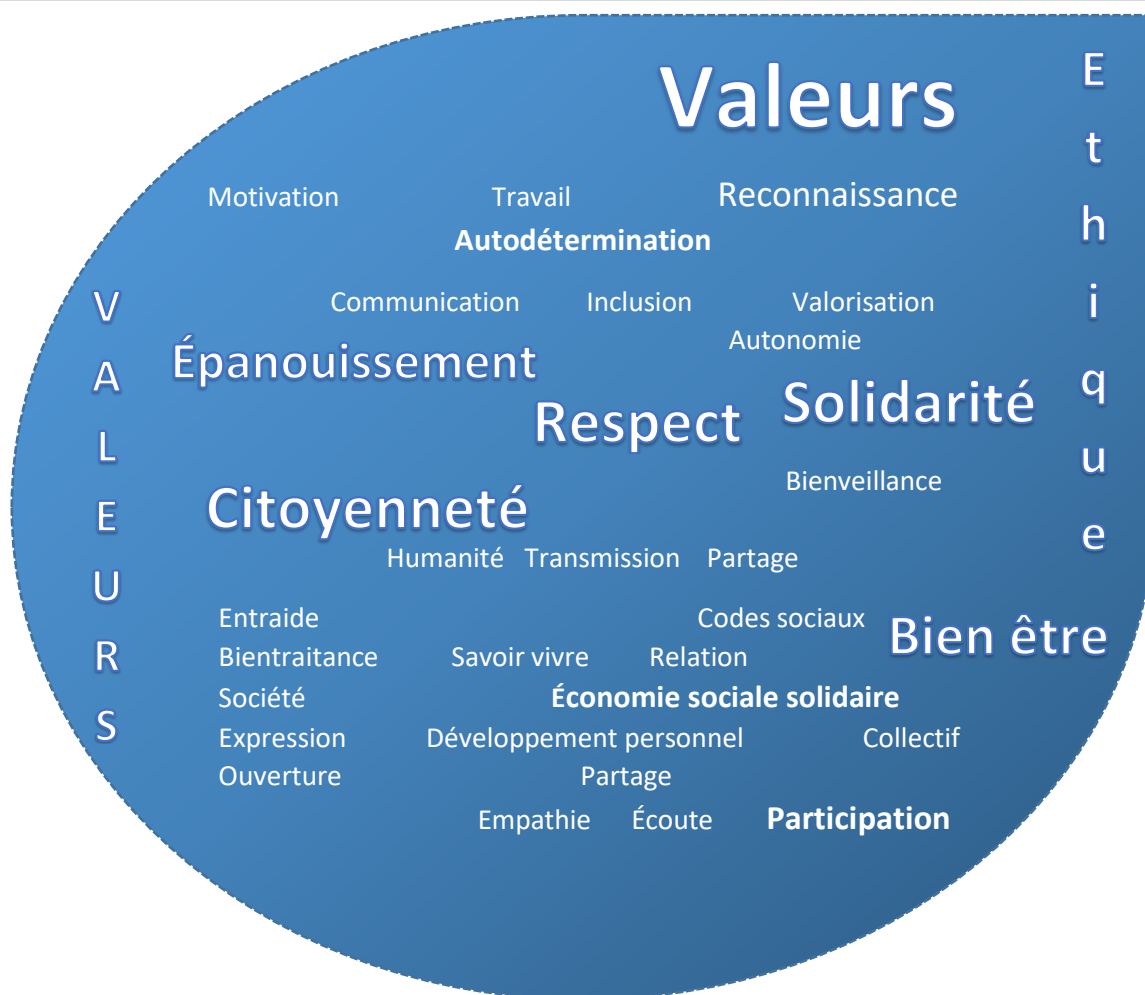 Valeurs
Ethique
Motivation Travail Reconnaissance
Autodétermination
VALEURS
Communication Inclusion Valorisation
Autonomie
Épanouissement
Solidarité
Respect
Bienveillance
Citoyenneté
Humanité Transmission Partage
Entraide Codes sociaux
Bien être
Bientraitance Savoir vivre Relation
Société Économie sociale solidaire
Expression Développement personnel Collectif
Ouverture Partage
Empathie Écoute Participation